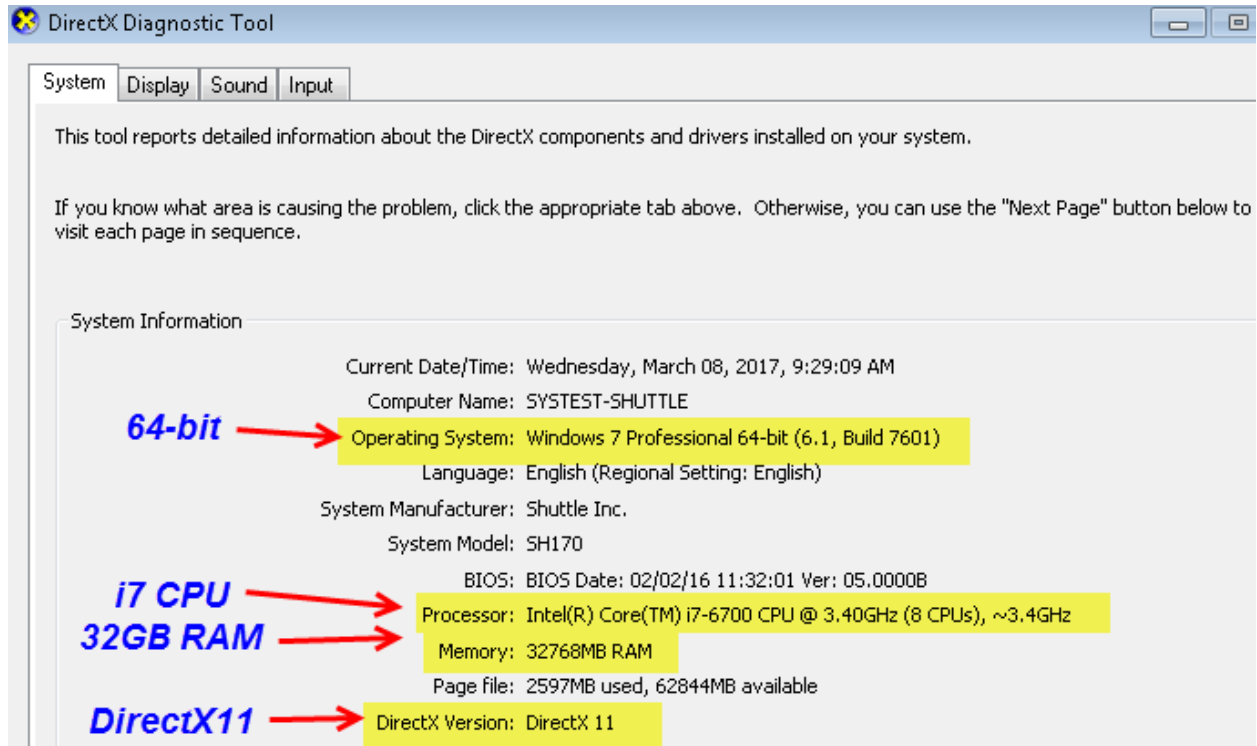 DirectX Diagnostic Tool
System Display Sound Input
This tool reports detailed information about the DirectX components and drivers installed on your system.
If you know what area is causing the problem, click the appropriate tab above.  Otherwise, you can use the "Next Page" button below to
visit each page in sequence.
System Information
Current Date/Time: Wednesday, March 08, 2017, 9:29:09 AM
Computer Name: SYSTEST-SHUTTLE
64-bit
Operating System: Windows 7 Professional 64-bit (6.1, Build 7601)
Language: English (Regional Setting: English)
System Manufacturer: Shuttle Inc.
System Model: SH170
BIOS: BIOS Date: 02/02/16 11:32:01 Ver: 05.0000B
i7 CPU
Processor: Intel(R) Core(TM) i7-6700 CPU @ 3.40GHz (8 CPUs), ~3.4GHz
32GB RAM
Memory: 32768MB RAM
Page file: 2597MB used, 62844MB available
DirectX11
DirectX Version: DirectX 11